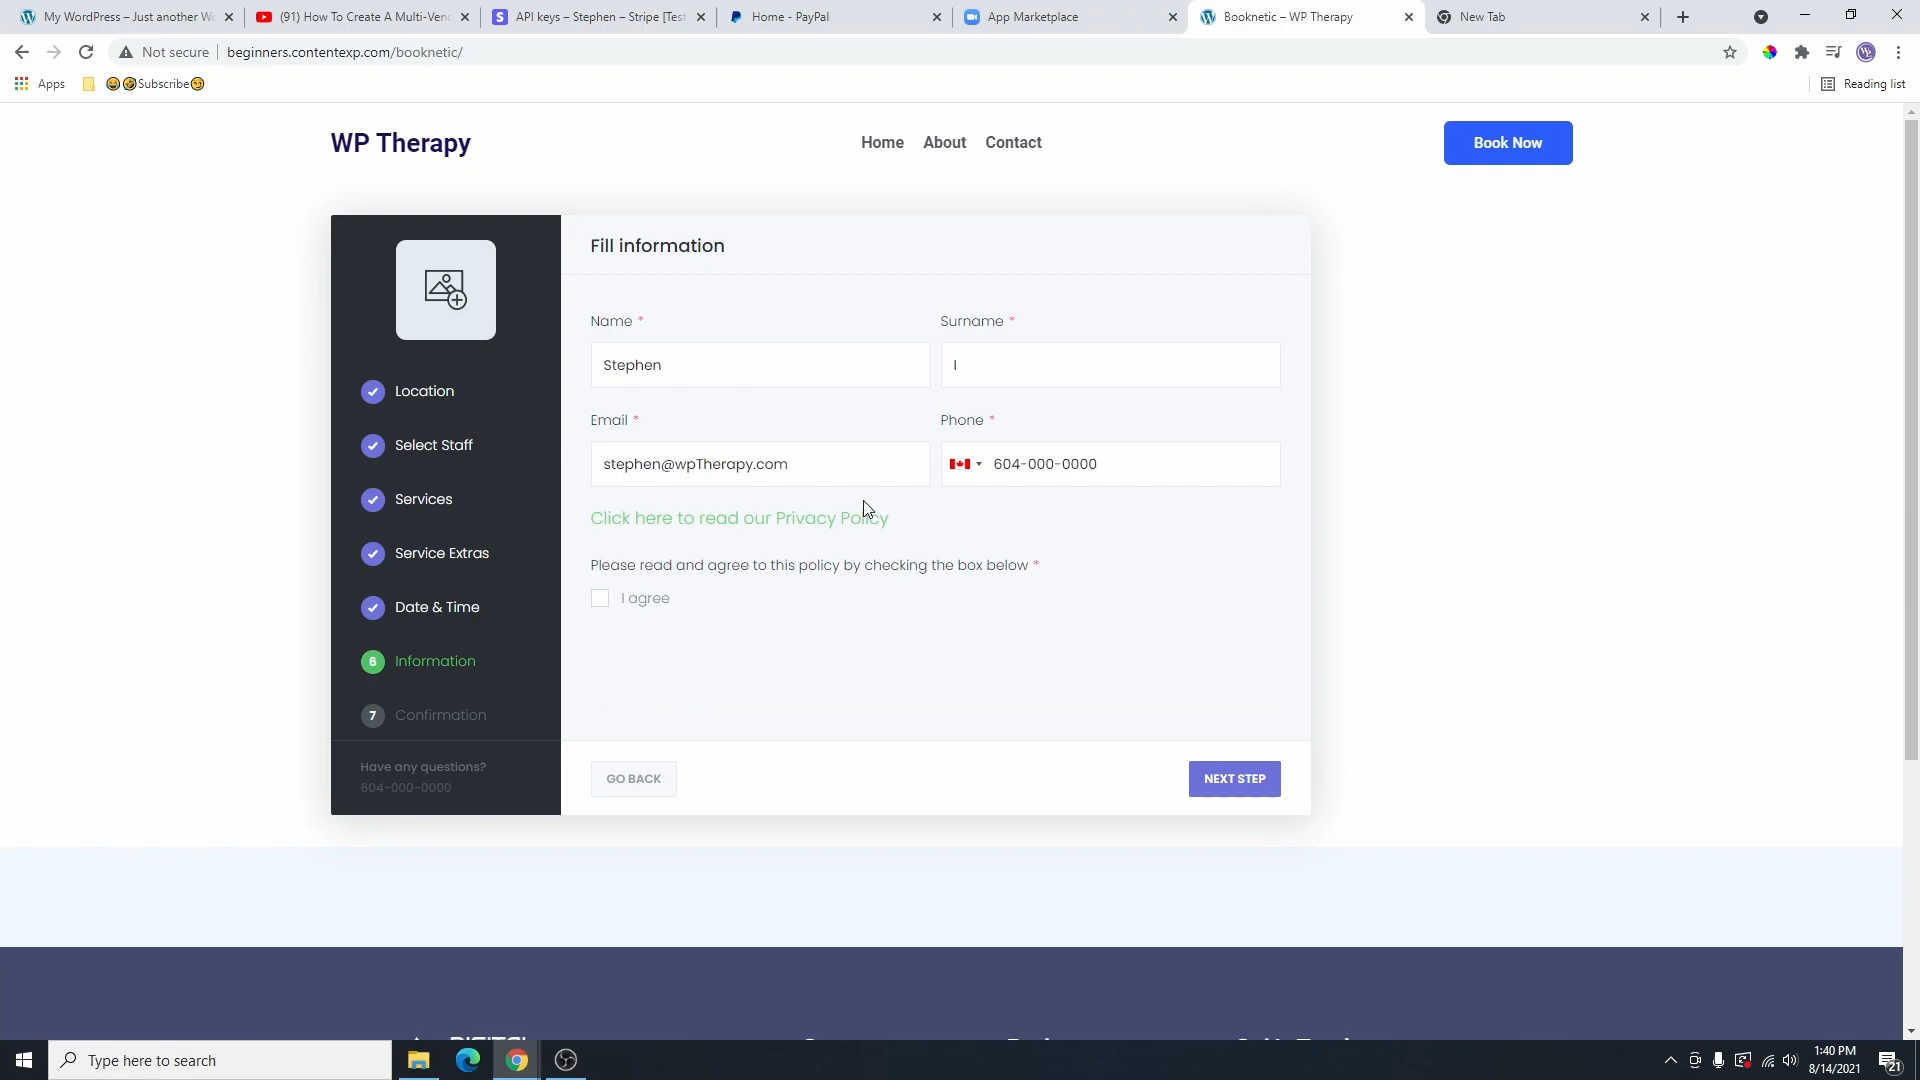 My WordPress – Just another Wo
(91) How To Create A Multi-Vend
API keys – Stephen – Stripe [Test
Home - PayPal
App Marketplace
Booknetic – WP Therapy
New Tab
Not secure
beginners.contentexp.com/booknetic/
Apps
Subscribe
Reading list
WP Therapy
Home
About
Contact
Book Now
Fill information
Name *
Surname *
Stephen
I
Email *
Phone *
stephen@wpTherapy.com
604-000-0000
Click here to read our Privacy Policy
Please read and agree to this policy by checking the box below *
I agree
Location
Select Staff
Services
Service Extras
Date & Time
6 Information
7 Confirmation
Have any questions?
604-000-0000
GO BACK
NEXT STEP
Type here to search
1:40 PM
8/14/2021
21